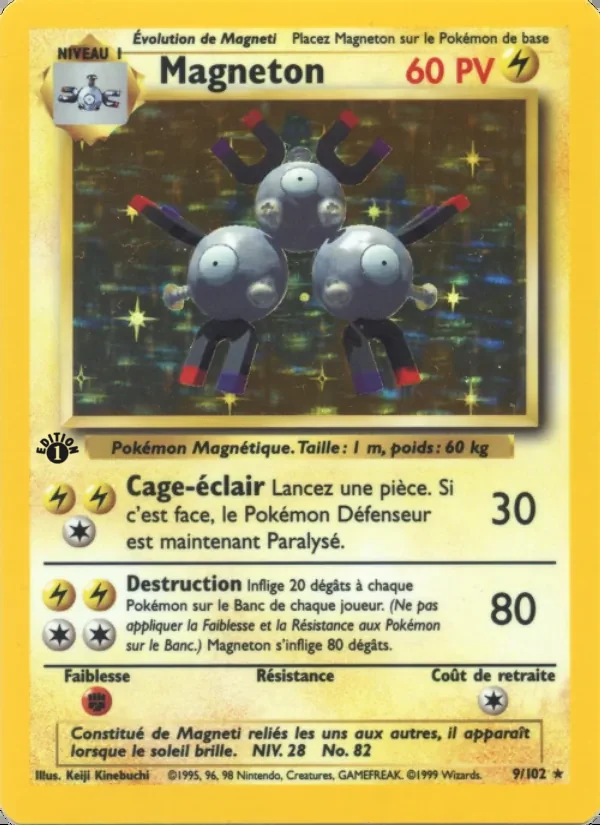 Évolution de Magneti Placez Magneton sur le Pokémon de base
NIVEAU I
Magneton 60 PV
EDITION 1
Pokémon Magnétique. Taille : 1 m, poids : 60 kg
Cage-éclair Lancez une pièce. Si
c'est face, le Pokémon Défenseur
est maintenant Paralysé.
30
Destruction Inflige 20 dégâts à chaque
Pokémon sur le Banc de chaque joueur. (Ne pas
appliquer la Faiblesse et la Résistance aux Pokémon
sur le Banc.) Magneton s'inflige 80 dégâts.
80
Faiblesse Résistance Coût de retraite
Constitué de Magneti reliés les uns aux autres, il apparaît
lorsque le soleil brille. NIV. 28 No. 82
Illus. Keiji Kinebuchi ©1995, 96, 98 Nintendo, Creatures, GAMEFREAK. ©1999 Wizards. 9/102 ★